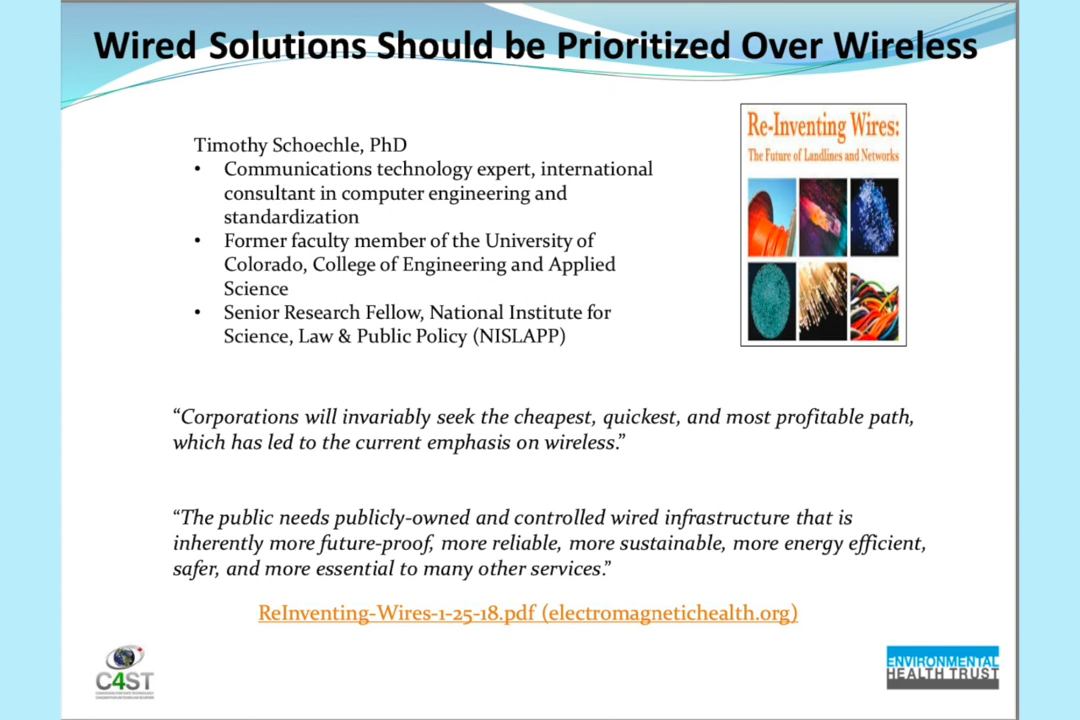 Wired Solutions Should be Prioritized Over Wireless
Timothy Schoechle, PhD
• Communications technology expert, international
consultant in computer engineering and
standardization
• Former faculty member of the University of
Colorado, College of Engineering and Applied
Science
• Senior Research Fellow, National Institute for
Science, Law & Public Policy (NISLAPP)
Re-Inventing Wires:
The Future of Landlines and Networks
“Corporations will invariably seek the cheapest, quickest, and most profitable path,
which has led to the current emphasis on wireless.”
“The public needs publicly-owned and controlled wired infrastructure that is
inherently more future-proof, more reliable, more sustainable, more energy efficient,
safer, and more essential to many other services.”
ReInventing-Wires-1-25-18.pdf (electromagnetichealth.org)
C4ST
ENVIRONMENTAL
HEALTH TRUST